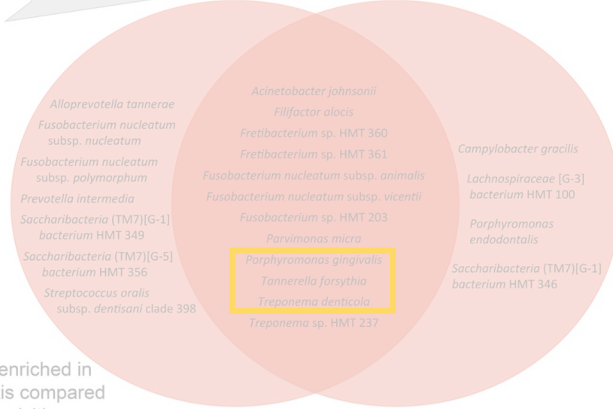 Alloprevotella tannerae
Fusobacterium nucleatum
subsp. nucleatum
Fusobacterium nucleatum
subsp. polymorphum
Prevotella intermedia
Saccharibacteria (TM7)[G-1]
bacterium HMT 349
Saccharibacteria (TM7)[G-5]
bacterium HMT 356
Streptococcus oralis
subsp. dentisani clade 398
Acinetobacter johnsonii
Filifactor alocis
Fretibacterium sp. HMT 360
Fretibacterium sp. HMT 361
Fusobacterium nucleatum subsp. animalis
Fusobacterium nucleatum subsp. vicentii
Fusobacterium sp. HMT 203
Parvimonas micra
Porphyromonas gingivalis
Tannerella forsythia
Treponema denticola
Treponema sp. HMT 237
Campylobacter gracilis
Lachnospiraceae [G-3]
bacterium HMT 100
Porphyromonas
endodontalis
Saccharibacteria (TM7)[G-1]
bacterium HMT 346
enriched in
is compared